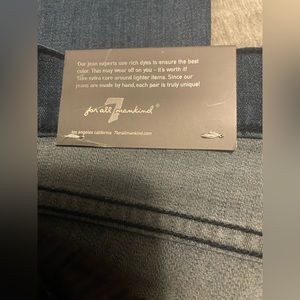 Our jean experts use rich dyes to ensure the best
color. This may wear off on you - it's worth it!
Take extra care around lighter items. Since our
jeans are made by hand, each pair is truly unique!
7
for all mankind®
los angeles california 7forallmankind.com